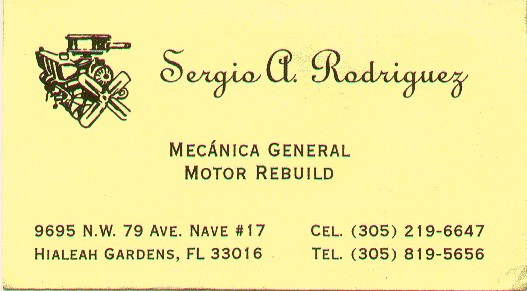 Sergio A. Rodriguez
MECÁNICA GENERAL
MOTOR REBUILD
9695 N.W. 79 AVE. NAVE #17 CEL. (305) 219-6647
HIALEAH GARDENS, FL 33016 TEL. (305) 819-5656